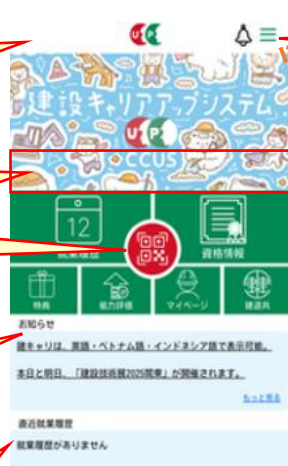 建設キャリアアップシステム
CCUS
12
就業履歴
資格情報
特典
能力評価
マイページ
建退共
お知らせ
建キャリは、英語・ベトナム語・インドネシア語で表示可能。
本日と明日、「建設技術展2025関東」が開催されます。
もっと見る
直近就業履歴
就業履歴がありません